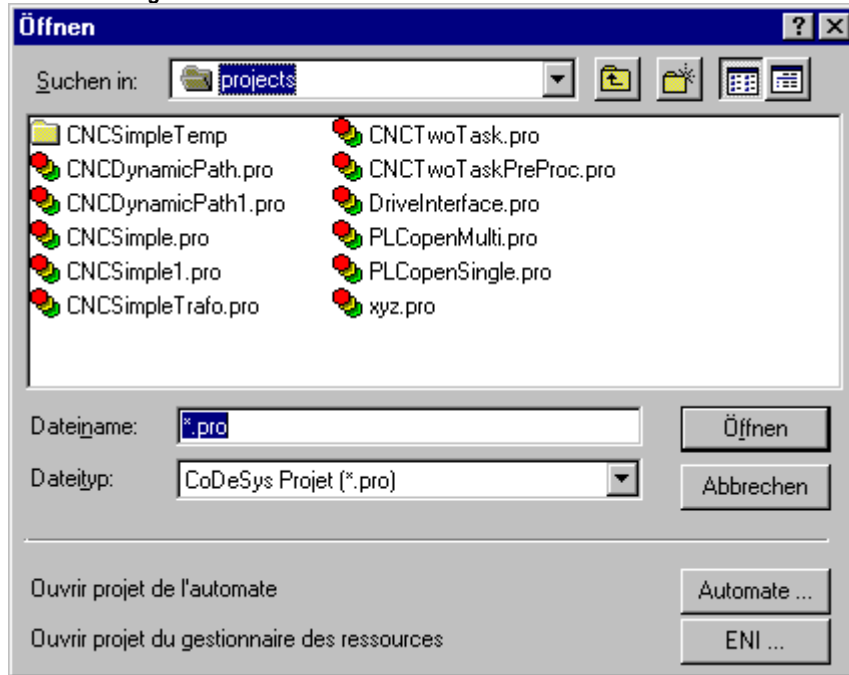 Öffnen
Suchen in: projects
CNCSimpleTemp
CNCDynamicPath.pro
CNCDynamicPath1.pro
CNCSimple.pro
CNCSimple1.pro
CNCSimpleTrafo.pro
CNCTwoTask.pro
CNCTwoTaskPreProc.pro
DriveInterface.pro
PLCopenMulti.pro
PLCopenSingle.pro
xyz.pro
Dateiname: *.pro Öffnen
Dateityp: CoDeSys Projet (*.pro) Abbrechen
Ouvrir projet de l'automate Automate ...
Ouvrir projet du gestionnaire des ressources ENI ...